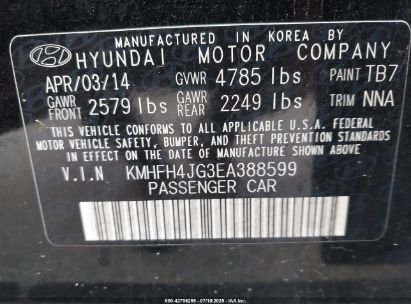 MANUFACTURED IN KOREA BY
HYUNDAI MOTOR COMPANY
APR/03/14 GVWR 4785 lbs PAINT TB7
GAWR FRONT 2579 lbs GAWR REAR 2249 lbs TRIM NNA
THIS VEHICLE CONFORMS TO ALL APPLICABLE U.S. FEDERAL
MOTOR VEHICLE SAFETY, BUMPER, AND THEFT PREVENTION STANDARDS
IN EFFECT ON THE DATE OF MANUFACTURE SHOWN ABOVE.
V.I.N KMHFH4JG3EA388599
PASSENGER CAR